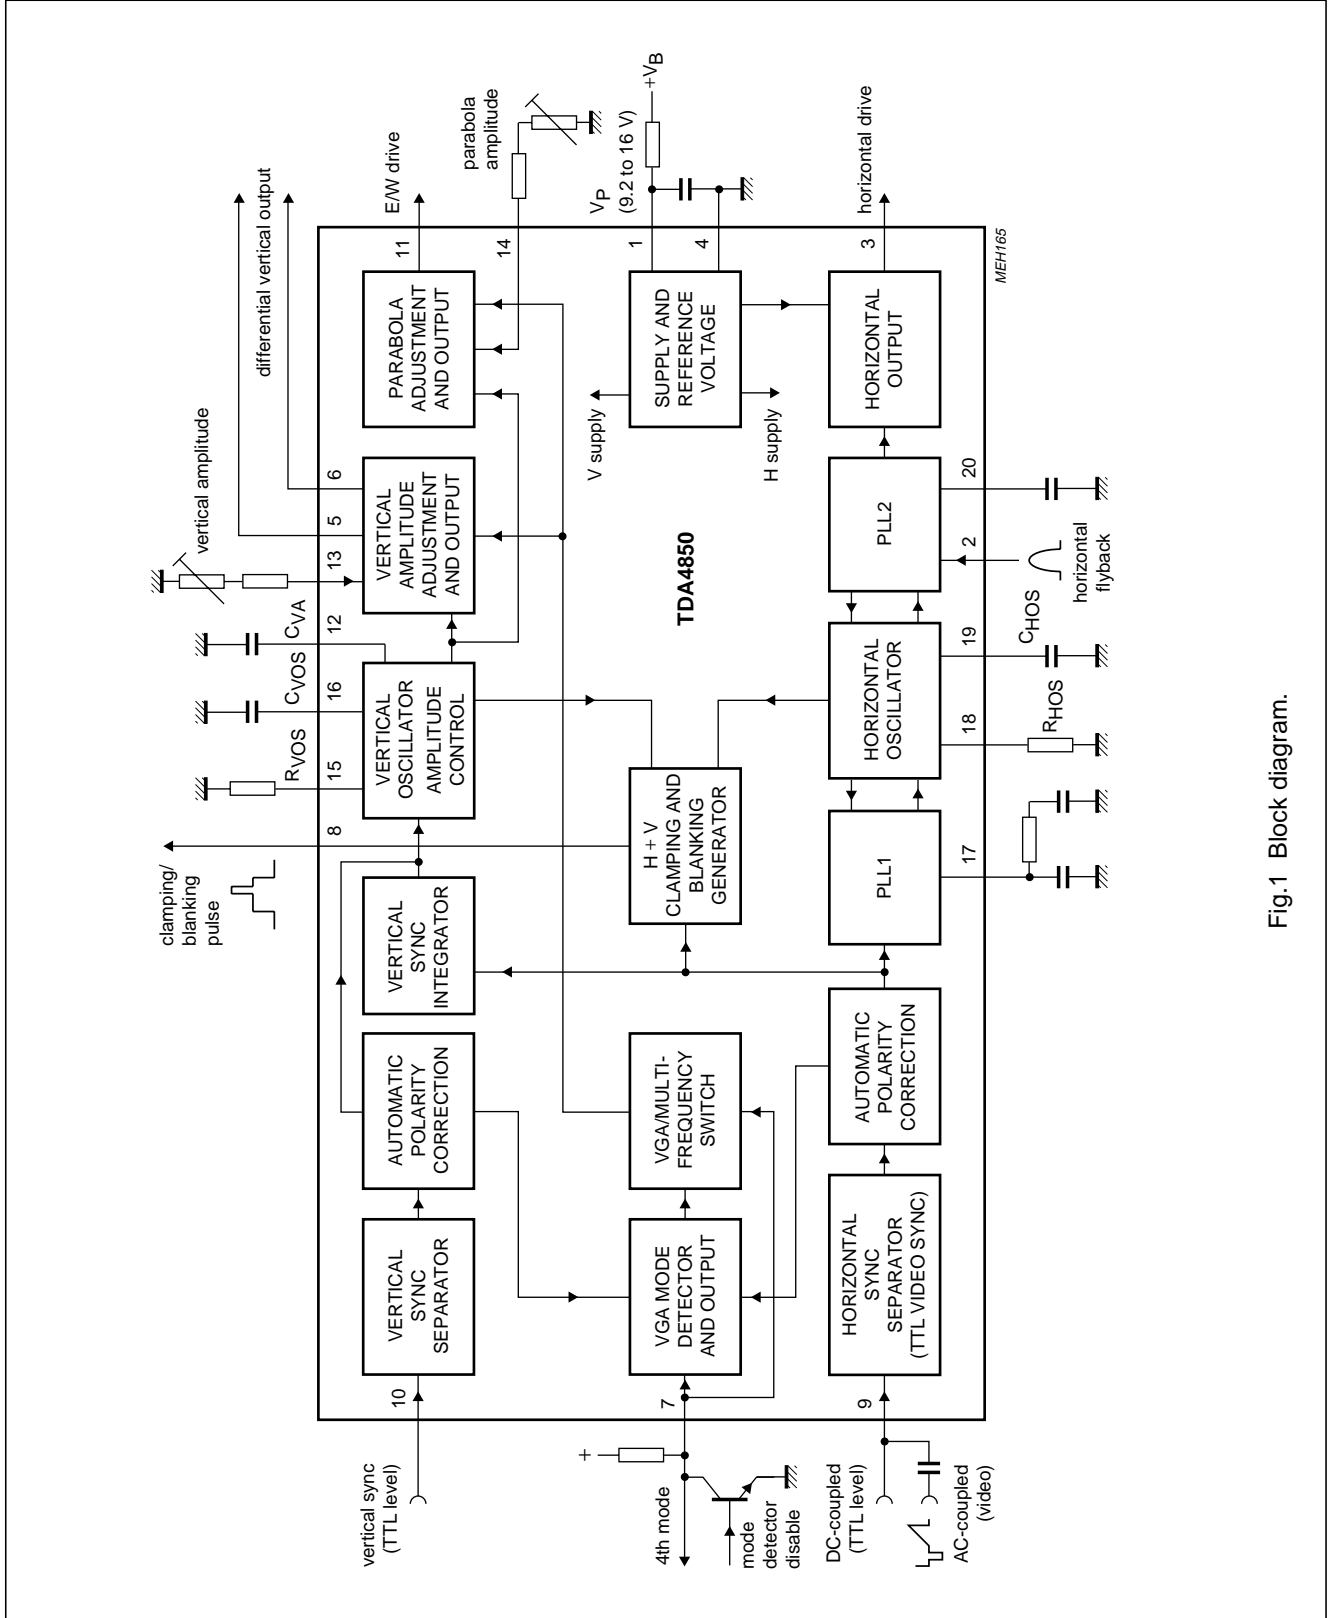 clamping/
blanking
pulse
vertical amplitude
differential vertical output
E/W drive
parabola
amplitude
RVOS
CVOS
CVA
8
15
16
12
13
5
6
11
14
vertical sync
(TTL level)
10
VERTICAL
SYNC
SEPARATOR
AUTOMATIC
POLARITY
CORRECTION
VERTICAL
SYNC
INTEGRATOR
VERTICAL
OSCILLATOR
AMPLITUDE
CONTROL
VERTICAL
AMPLITUDE
ADJUSTMENT
AND OUTPUT
PARABOLA
ADJUSTMENT
AND OUTPUT
+
4th mode
mode
detector
disable
7
VGA MODE
DETECTOR
AND OUTPUT
VGA/MULTI-
FREQUENCY
SWITCH
H + V
CLAMPING AND
BLANKING
GENERATOR
TDA4850
V supply
SUPPLY AND
REFERENCE
VOLTAGE
H supply
1
4
VP
(9.2 to 16 V)
+VB
DC-coupled
(TTL level)
AC-coupled
(video)
9
HORIZONTAL
SYNC
SEPARATOR
(TTL VIDEO SYNC)
AUTOMATIC
POLARITY
CORRECTION
PLL1
HORIZONTAL
OSCILLATOR
PLL2
HORIZONTAL
OUTPUT
3
horizontal drive
17
18
19
2
20
RHOS
CHOS
horizontal
flyback
MEH165
Fig.1 Block diagram.